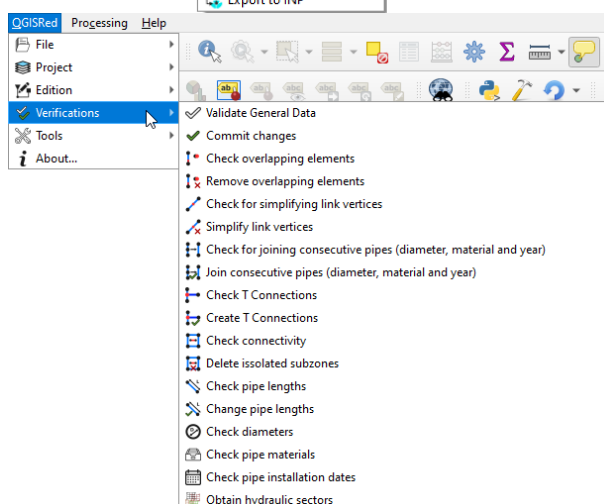 Export to INP
QGISRed Processing Help
File
Project
Edition
Verifications
Tools
About...
Validate General Data
Commit changes
Check overlapping elements
Remove overlapping elements
Check for simplifying link vertices
Simplify link vertices
Check for joining consecutive pipes (diameter, material and year)
Join consecutive pipes (diameter, material and year)
Check T Connections
Create T Connections
Check connectivity
Delete issolated subzones
Check pipe lengths
Change pipe lengths
Check diameters
Check pipe materials
Check pipe installation dates
Obtain hydraulic sectors